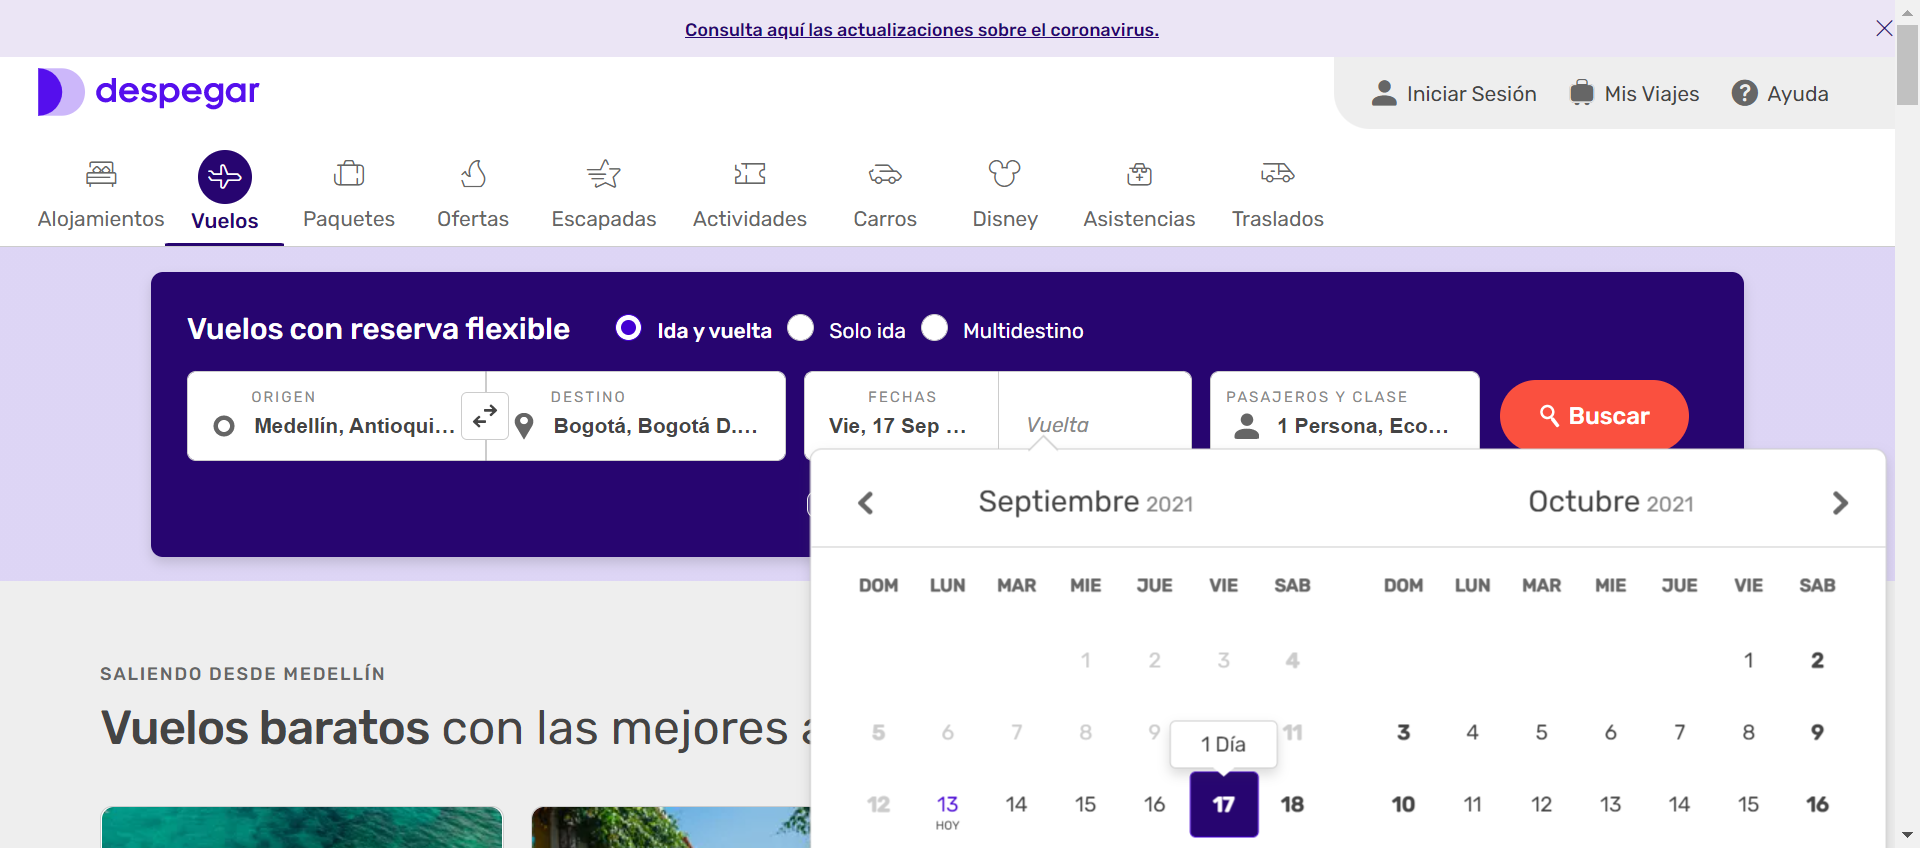 Consulta aquí las actualizaciones sobre el coronavirus.
despegar
Iniciar Sesión Mis Viajes Ayuda
Alojamientos Vuelos Paquetes Ofertas Escapadas Actividades Carros Disney Asistencias Traslados
Vuelos con reserva flexible Ida y vuelta Solo ida Multidestino
ORIGEN DESTINO FECHAS PASAJEROS Y CLASE
Medellín, Antioqui... Bogotá, Bogotá D.... Vie, 17 Sep ... Vuelta 1 Persona, Eco... Buscar
Septiembre 2021 Octubre 2021
DOM LUN MAR MIE JUE VIE SAB DOM LUN MAR MIE JUE VIE SAB
1 2 3 4 1 2
5 6 7 8 9 11 3 4 5 6 7 8 9
1 Día
12 13 14 15 16 17 18 10 11 12 13 14 15 16
HOY
SALIENDO DESDE MEDELLÍN
Vuelos baratos con las mejores